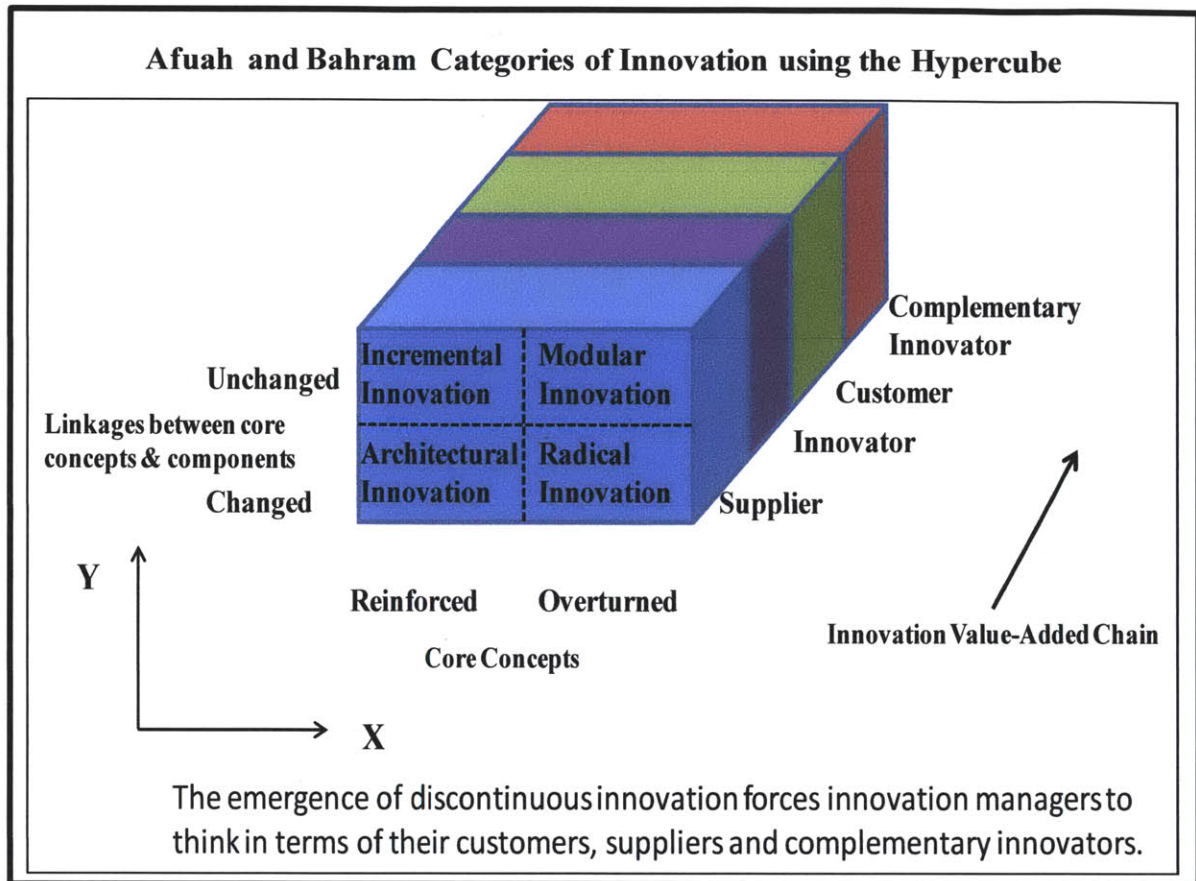 Afuah and Bahram Categories of Innovation using the Hypercube
Incremental
Innovation
Modular
Innovation
Architectural
Innovation
Radical
Innovation
Unchanged
Linkages between core
concepts & components
Changed
Complementary
Innovator
Customer
Innovator
Supplier
Innovation Value-Added Chain
Reinforced
Overturned
Core Concepts
Y
X
The emergence of discontinuous innovation forces innovation managers to
think in terms of their customers, suppliers and complementary innovators.